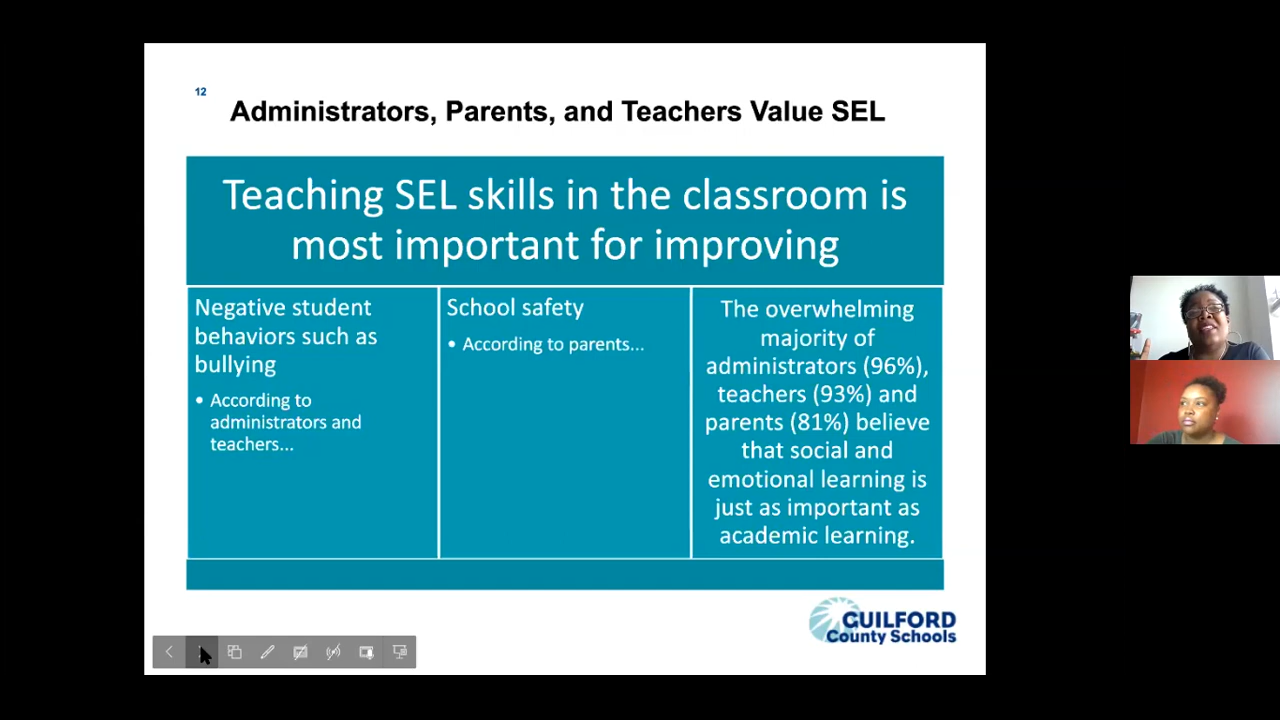 12
Administrators, Parents, and Teachers Value SEL
Teaching SEL skills in the classroom is
most important for improving
Negative student
behaviors such as
bullying
• According to
administrators and
teachers...
School safety
• According to parents...
The overwhelming
majority of
administrators (96%),
teachers (93%) and
parents (81%) believe
that social and
emotional learning is
just as important as
academic learning.
GUILFORD
County Schools